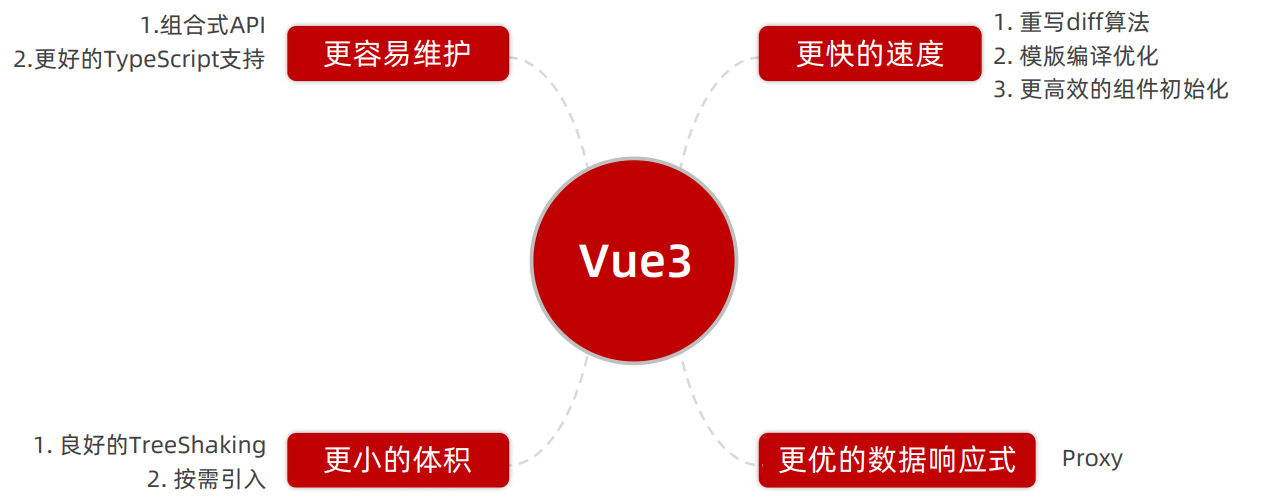 1.组合式API
2.更好的TypeScript支持
更容易维护
更快的速度
1. 重写diff算法
2. 模版编译优化
3. 更高效的组件初始化
Vue3
1. 良好的TreeShaking
2. 按需引入
更小的体积
更优的数据响应式
Proxy